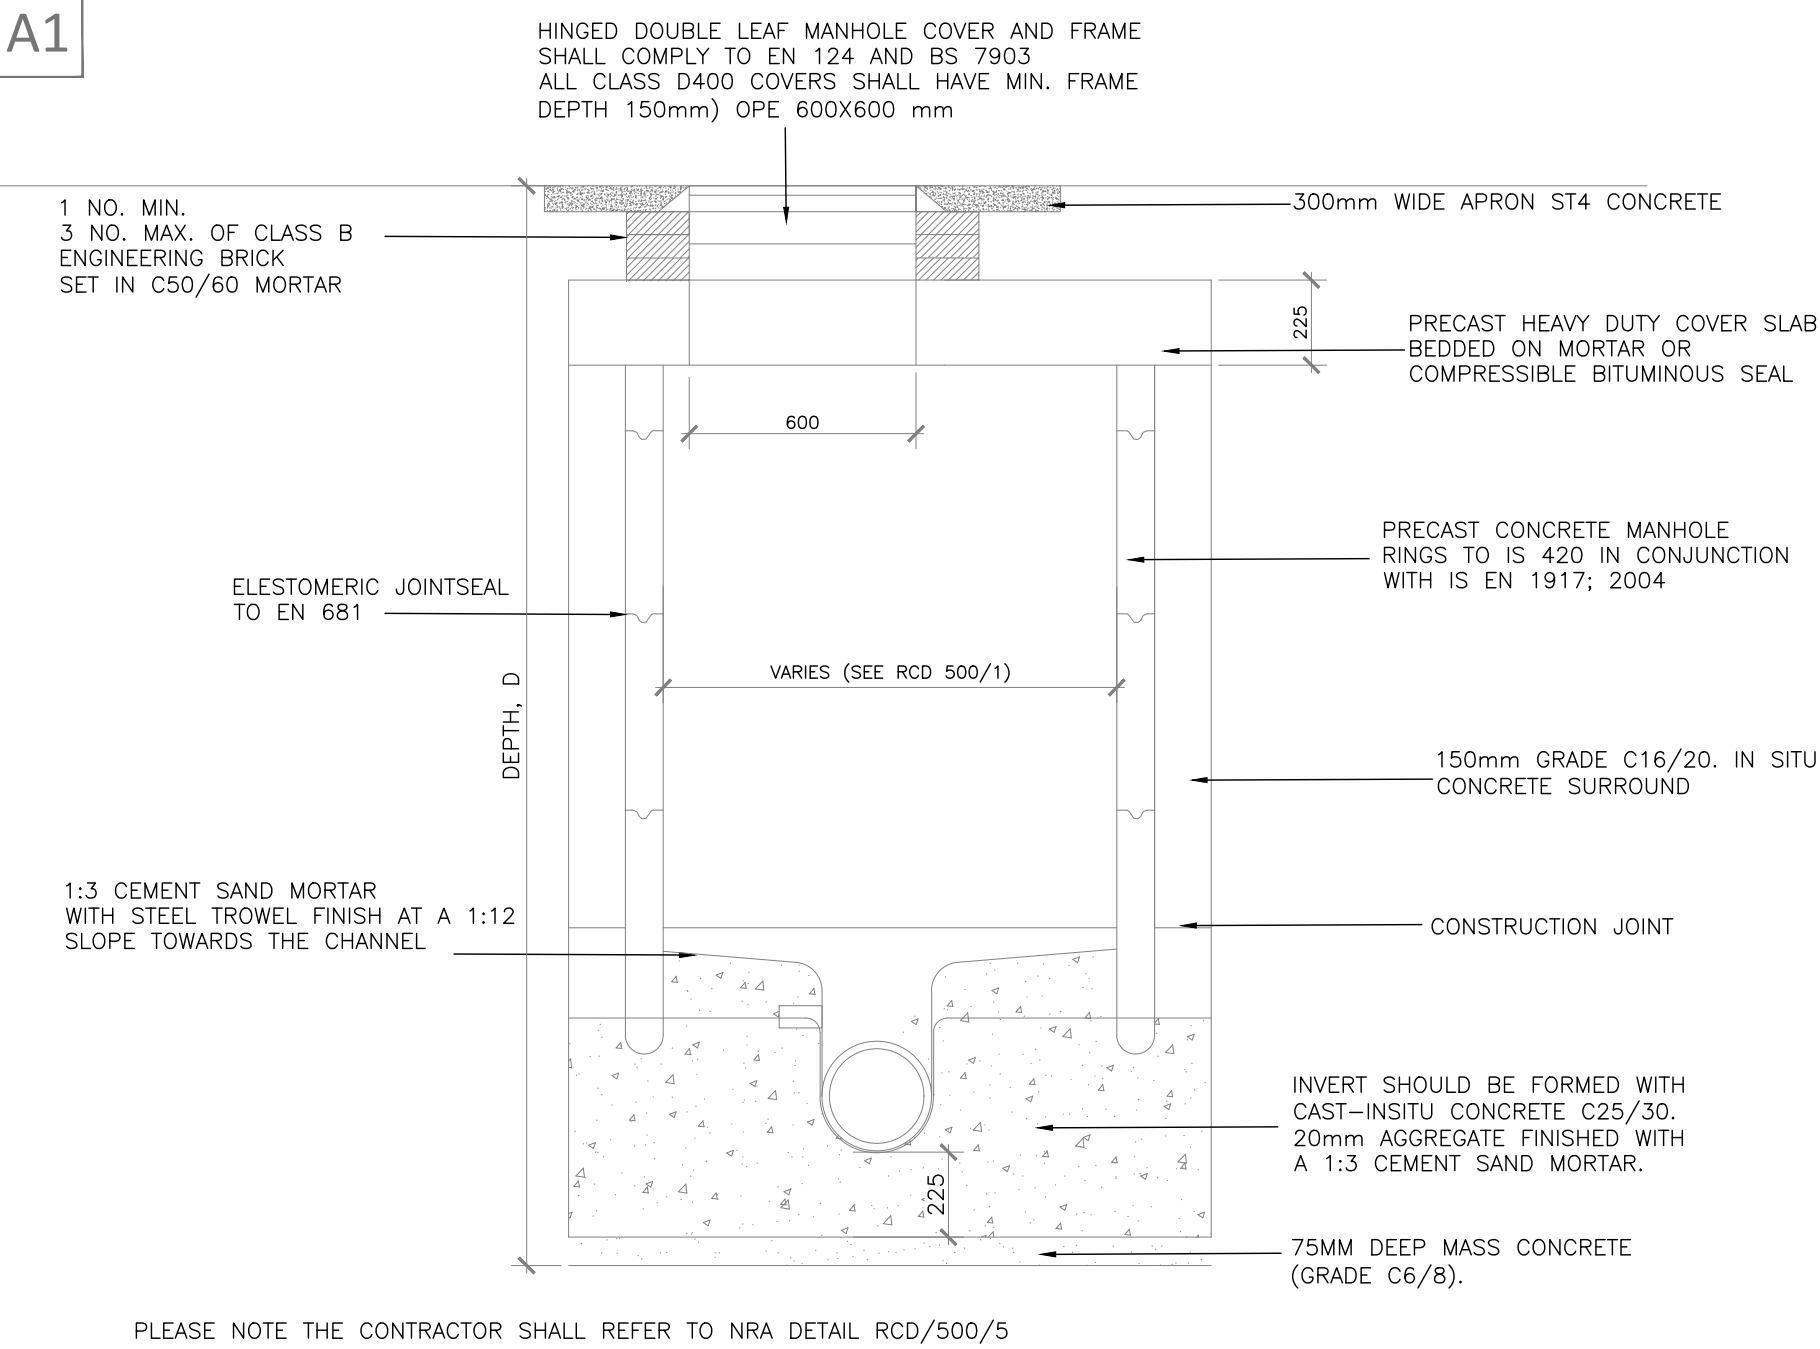 A1
HINGED DOUBLE LEAF MANHOLE COVER AND FRAME
SHALL COMPLY TO EN 124 AND BS 7903
ALL CLASS D400 COVERS SHALL HAVE MIN. FRAME
DEPTH 150mm) OPE 600X600 mm
1 NO. MIN.
3 NO. MAX. OF CLASS B
ENGINEERING BRICK
SET IN C50/60 MORTAR
300mm WIDE APRON ST4 CONCRETE
225
PRECAST HEAVY DUTY COVER SLAB
BEDDED ON MORTAR OR
COMPRESSIBLE BITUMINOUS SEAL
600
PRECAST CONCRETE MANHOLE
RINGS TO IS 420 IN CONJUNCTION
WITH IS EN 1917; 2004
ELESTOMERIC JOINTSEAL
TO EN 681
VARIES (SEE RCD 500/1)
DEPTH, D
150mm GRADE C16/20. IN SITU
CONCRETE SURROUND
1:3 CEMENT SAND MORTAR
WITH STEEL TROWEL FINISH AT A 1:12
SLOPE TOWARDS THE CHANNEL
CONSTRUCTION JOINT
INVERT SHOULD BE FORMED WITH
CAST-INSITU CONCRETE C25/30.
20mm AGGREGATE FINISHED WITH
A 1:3 CEMENT SAND MORTAR.
225
75MM DEEP MASS CONCRETE
(GRADE C6/8).
PLEASE NOTE THE CONTRACTOR SHALL REFER TO NRA DETAIL RCD/500/5